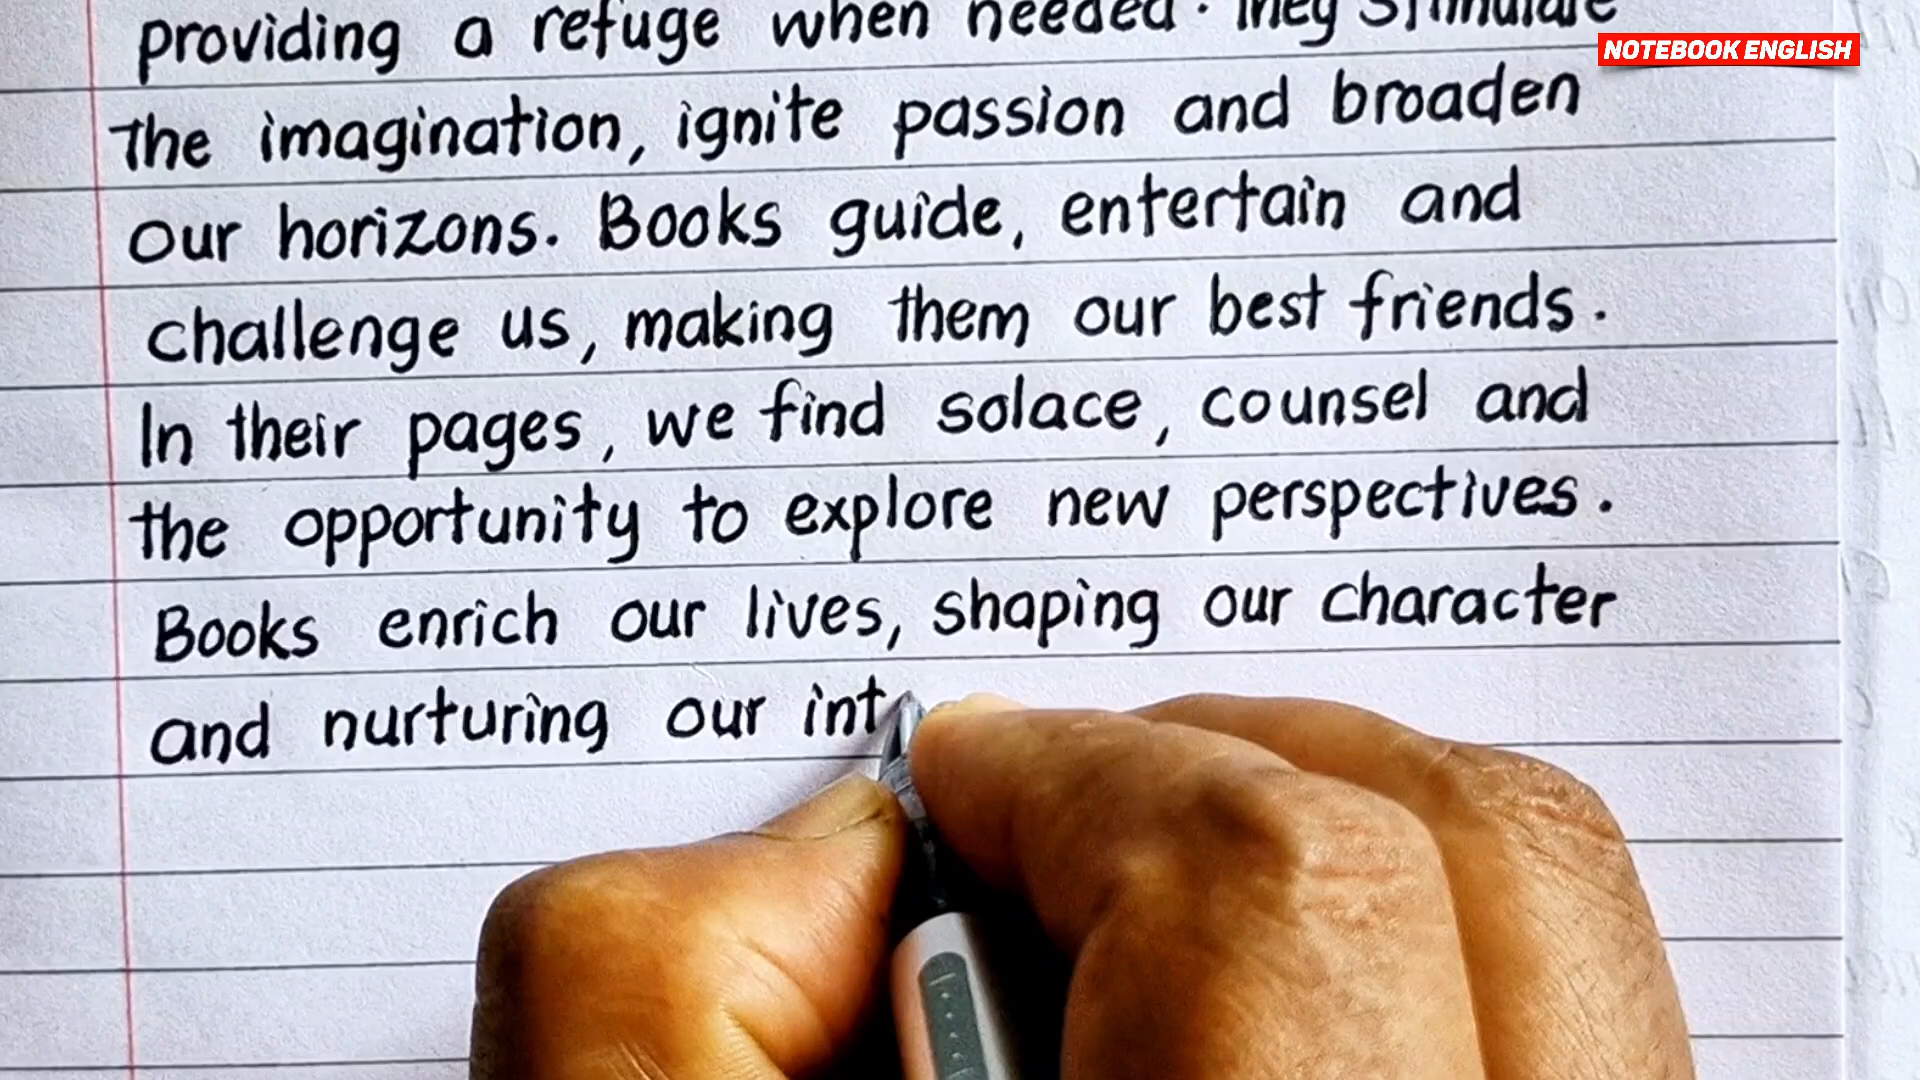 providing a refuge when needed. They stimulate
NOTEBOOK ENGLISH
the imagination, ignite passion and broaden
our horizons. Books guide, entertain and
challenge us, making them our best friends.
In their pages, we find solace, counsel and
the opportunity to explore new perspectives.
Books enrich our lives, shaping our character
and nurturing our int